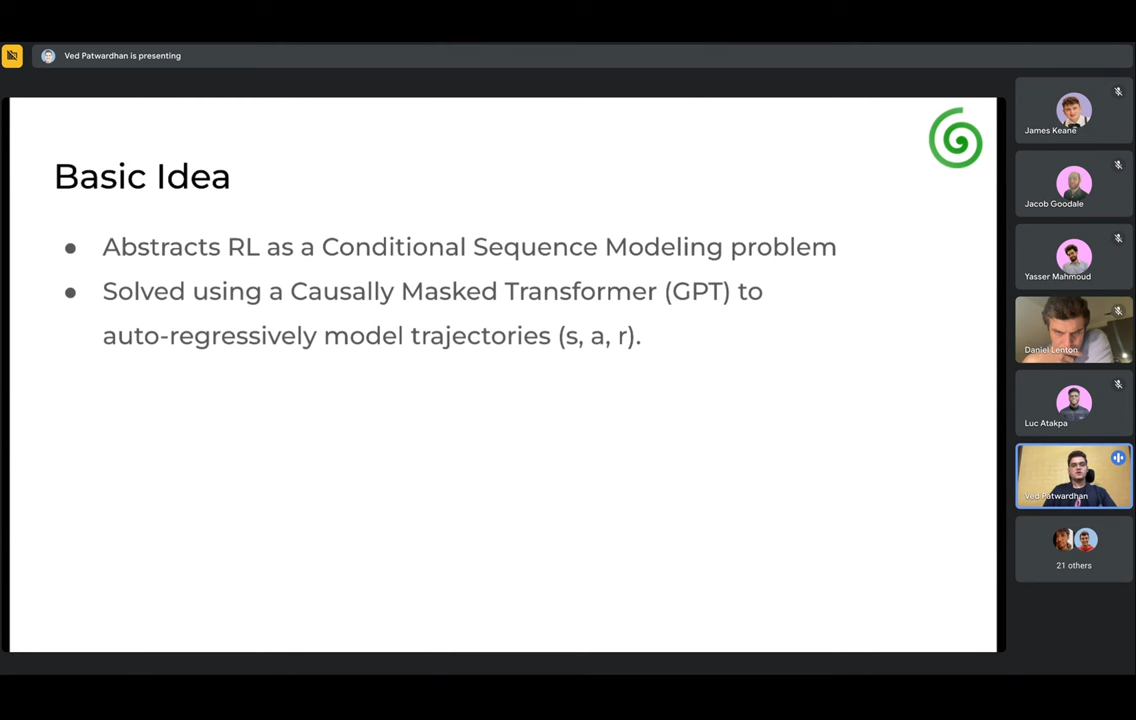 Ved Patwardhan is presenting
Basic Idea
● Abstracts RL as a Conditional Sequence Modeling problem
● Solved using a Causally Masked Transformer (GPT) to
auto-regressively model trajectories (s, a, r).
James Keane
Jacob Goodale
Yasser Mahmoud
Daniel Lenton
Luc Atakpa
Ved Patwardhan
21 others